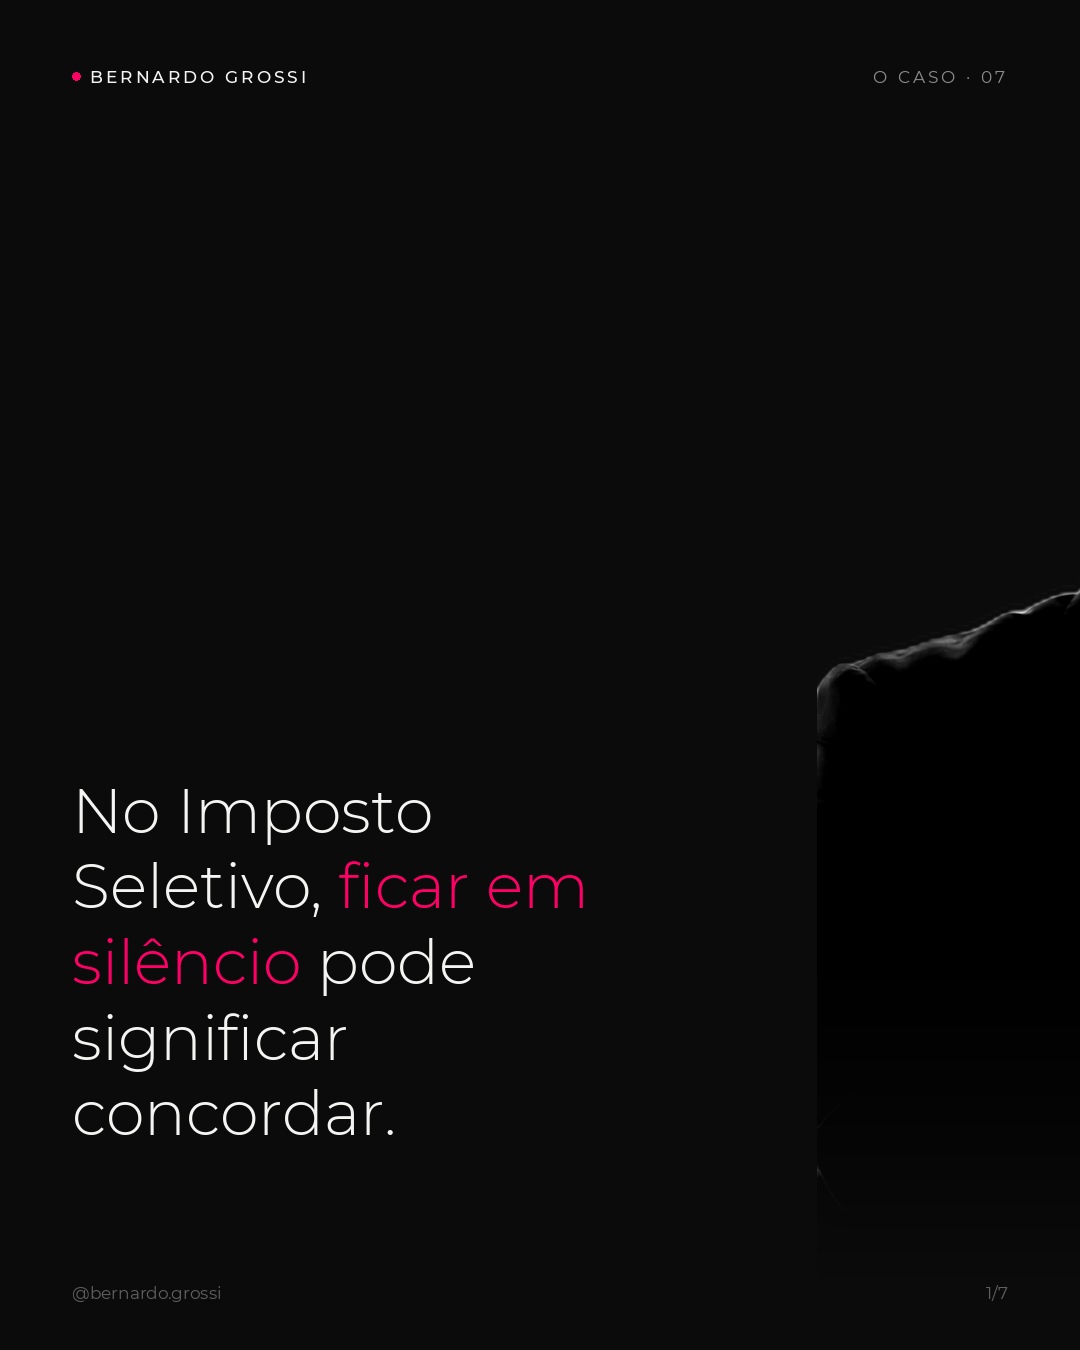 BERNARDO GROSSI
O CASO · 07
No Imposto
Seletivo, ficar em
silêncio pode
significar
concordar.
@bernardo.grossi
1/7